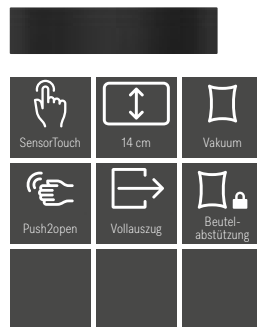 SensorTouch
14 cm
Vakuum
Push2open
Vollauszug
Beutel-
abstützung